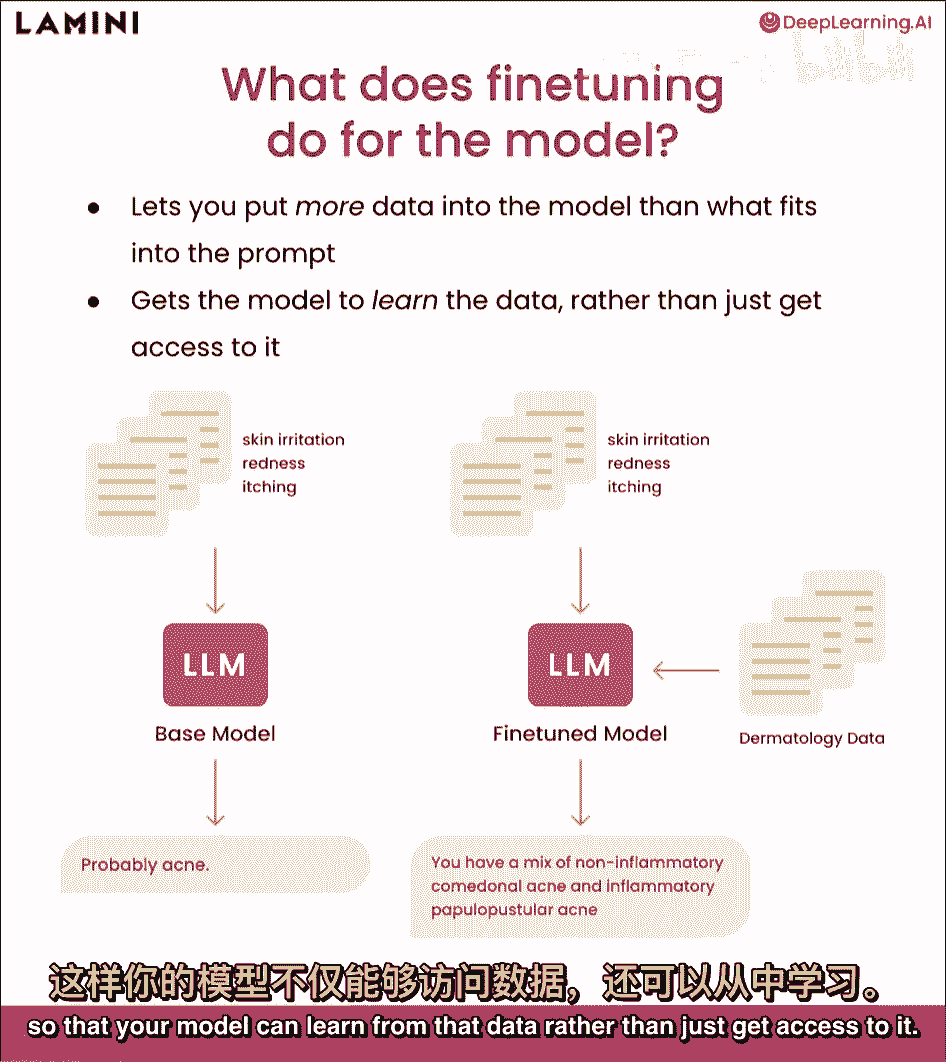 LAMINI
DeepLearning.AI
What does finetuning
do for the model?
● Lets you put more data into the model than what fits
into the prompt
● Gets the model to learn the data, rather than just get
access to it
skin irritation
redness
itching
skin irritation
redness
itching
LLM
LLM
Base Model
Finetuned Model
Dermatology Data
Probably acne.
You have a mix of non-inflammatory
comedonal acne and inflammatory
papulopustular acne
这样你的模型不仅能够访问数据，还可以从中学习。
so that your model can learn from that data rather than just get access to it.